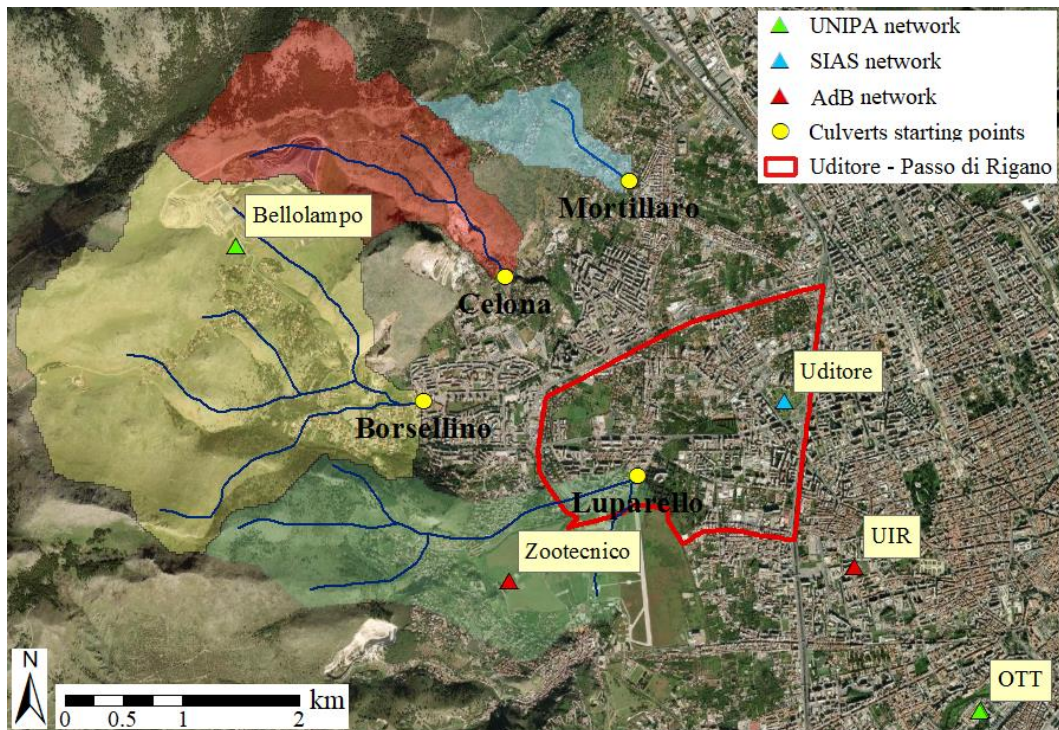 UNIPA network
SIAS network
AdB network
Culverts starting points
Uditore - Passo di Rigano
Mortillaro
Bellolampo
Celona
Uditore
Borsellino
Luparello
UIR
Zootecnico
N
OTT
km
0 0.5 1 2